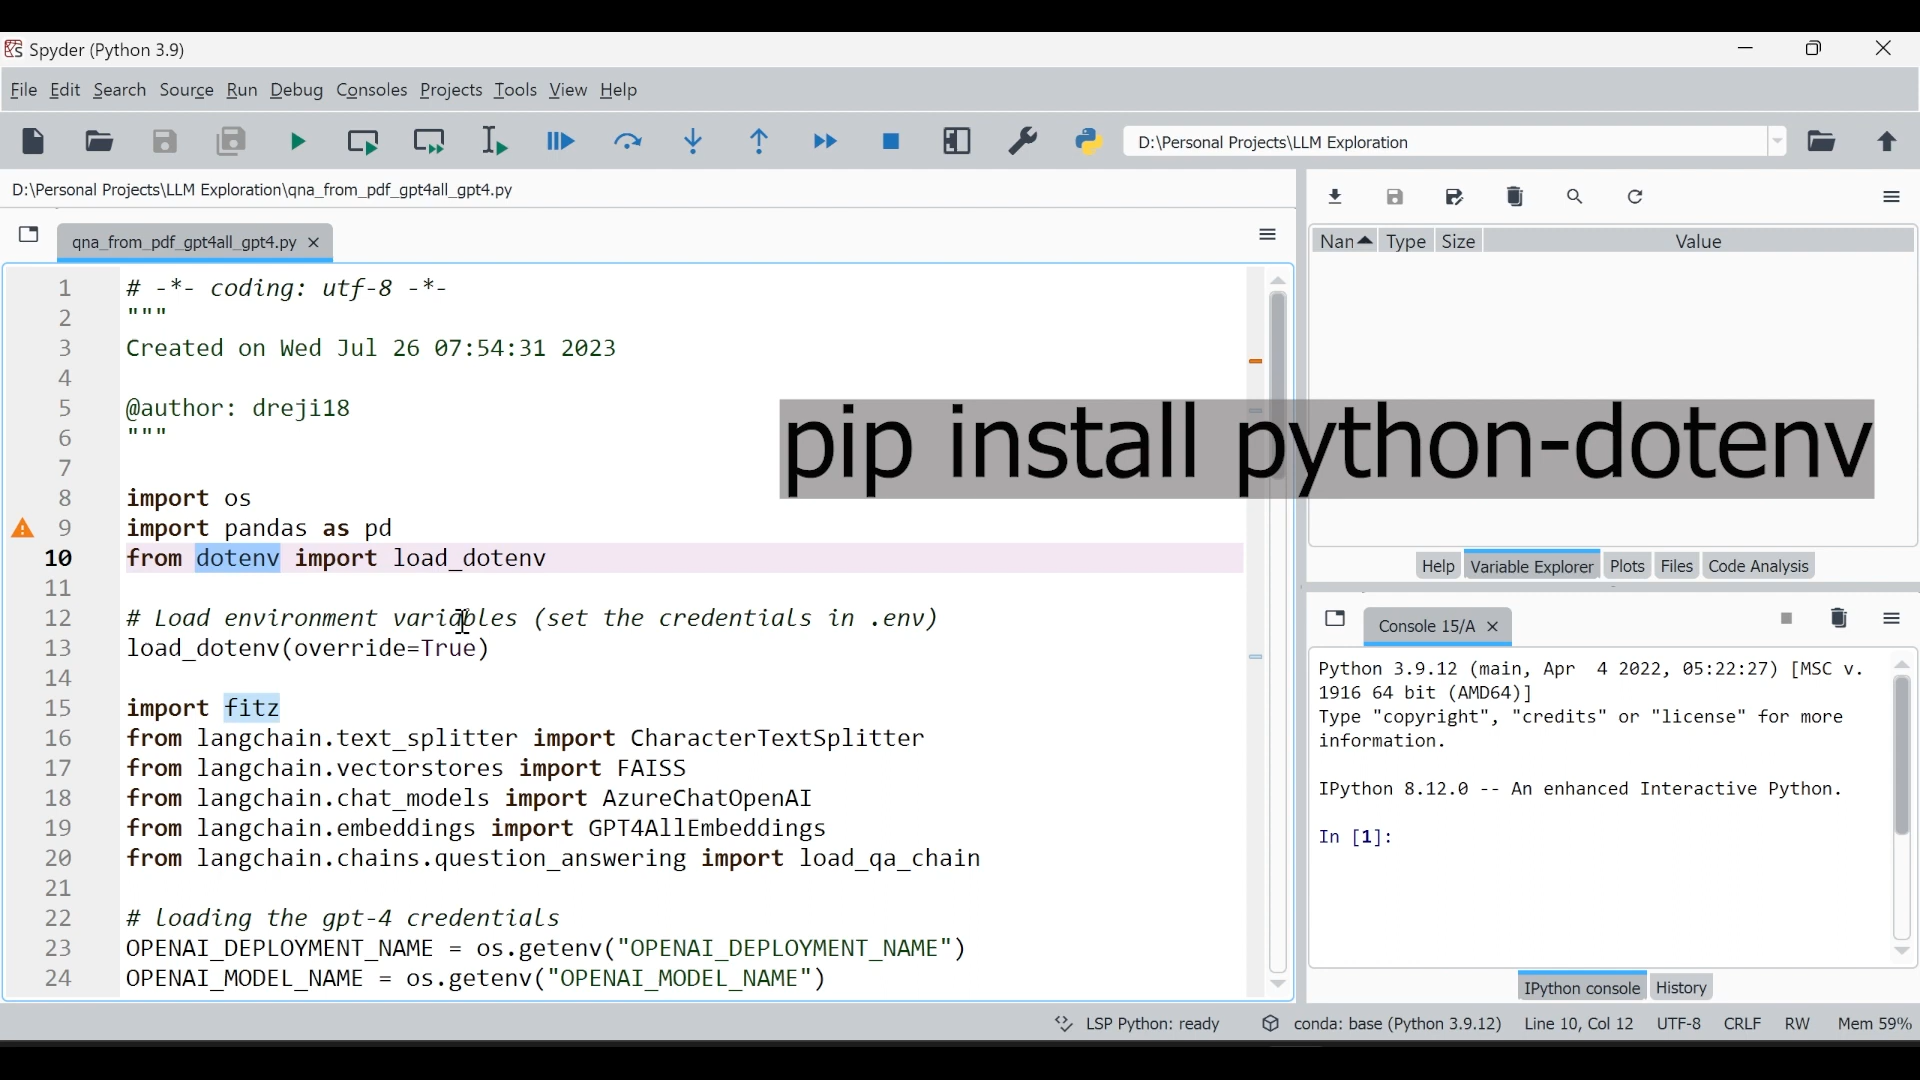 Spyder (Python 3.9)
File Edit Search Source Run Debug Consoles Projects Tools View Help
D:\Personal Projects\LLM Exploration
D:\Personal Projects\LLM Exploration\qna_from_pdf_gpt4all_gpt4.py
qna_from_pdf_gpt4all_gpt4.py
1 # -*- coding: utf-8 -*-
2 """
3 Created on Wed Jul 26 07:54:31 2023
4
5 @author: dreji18
6 """
7
8 import os
9 import pandas as pd
10 from dotenv import load_dotenv
11
12 # Load environment variables (set the credentials in .env)
13 load_dotenv(override=True)
14
15 import fitz
16 from langchain.text_splitter import CharacterTextSplitter
17 from langchain.vectorstores import FAISS
18 from langchain.chat_models import AzureChatOpenAI
19 from langchain.embeddings import GPT4AllEmbeddings
20 from langchain.chains.question_answering import load_qa_chain
21
22 # loading the gpt-4 credentials
23 OPENAI_DEPLOYMENT_NAME = os.getenv("OPENAI_DEPLOYMENT_NAME")
24 OPENAI_MODEL_NAME = os.getenv("OPENAI_MODEL_NAME")
pip install python-dotenv
Nan Type Size Value
Help Variable Explorer Plots Files Code Analysis
Console 15/A
Python 3.9.12 (main, Apr 4 2022, 05:22:27) [MSC v.
1916 64 bit (AMD64)]
Type "copyright", "credits" or "license" for more
information.
IPython 8.12.0 -- An enhanced Interactive Python.
In [1]:
IPython console History
LSP Python: ready conda: base (Python 3.9.12) Line 10, Col 12 UTF-8 CRLF RW Mem 59%